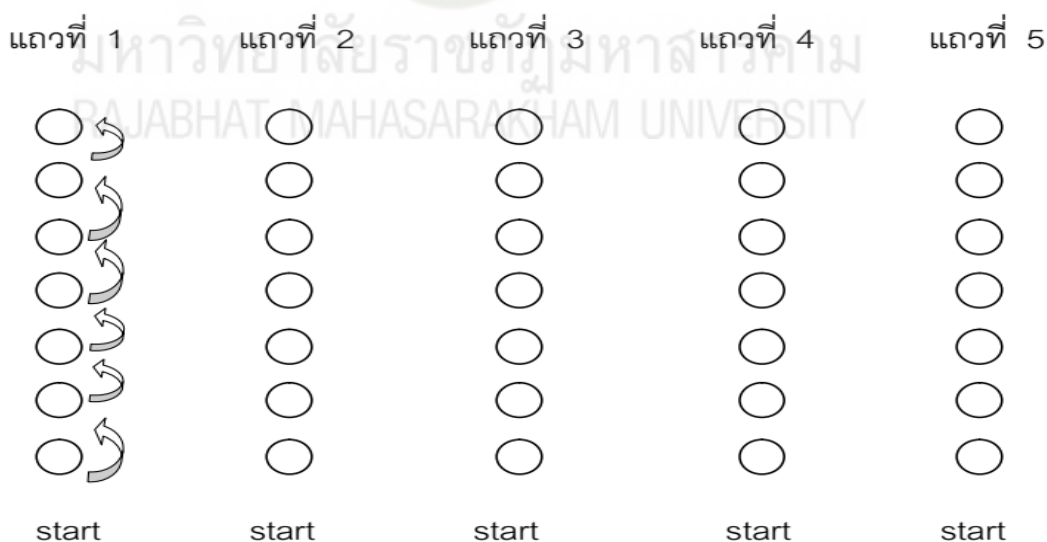 แถวที่ 1 แถวที่ 2 แถวที่ 3 แถวที่ 4 แถวที่ 5
มหาวิทยาลัยราชภัฏมหาสารคาม
RAJABHAT MAHASARAKHAM UNIVERSITY
start start start start start